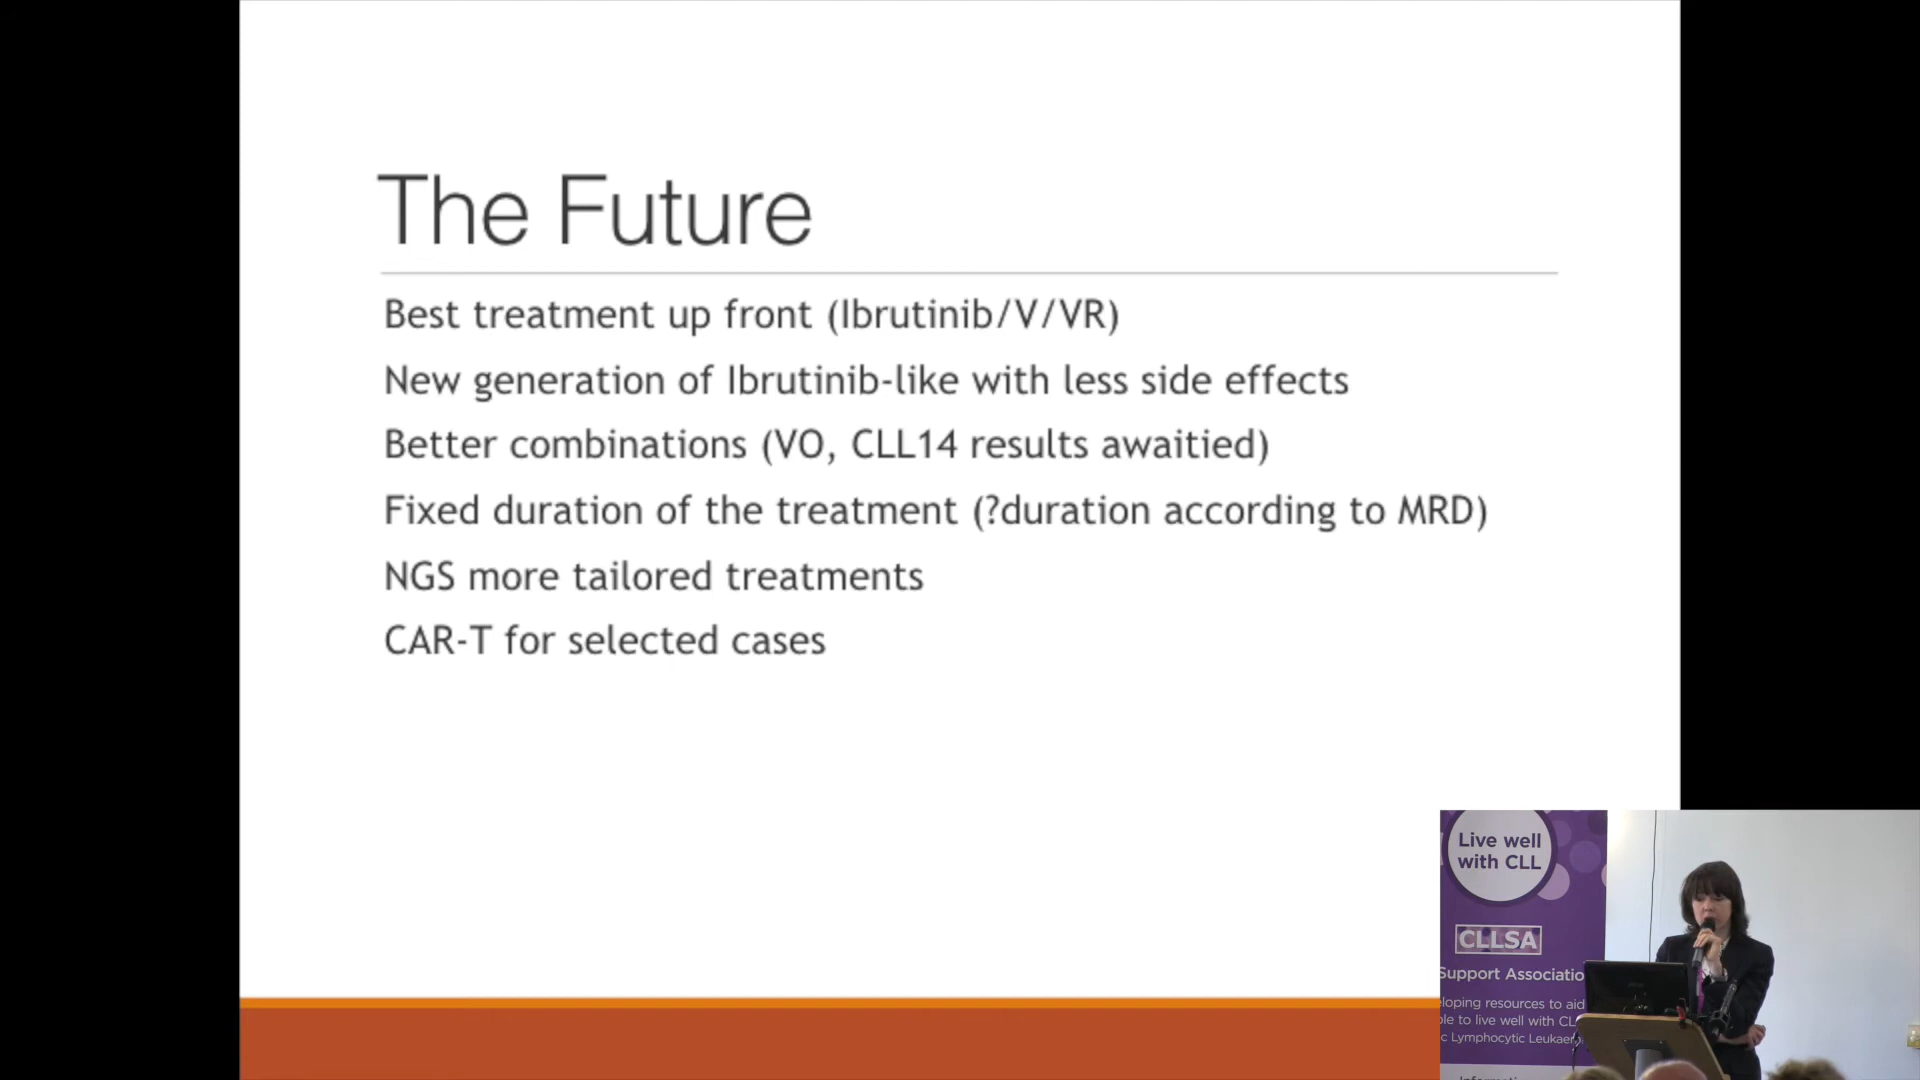 The Future
Best treatment up front (Ibrutinib/V/VR)
New generation of Ibrutinib-like with less side effects
Better combinations (VO, CLL14 results awaitied)
Fixed duration of the treatment (?duration according to MRD)
NGS more tailored treatments
CAR-T for selected cases
Live well
with CLL
CLLSA
Support Associatio
loping resources to aid
ple to live well with CL
c Lymphocytic Leukaem